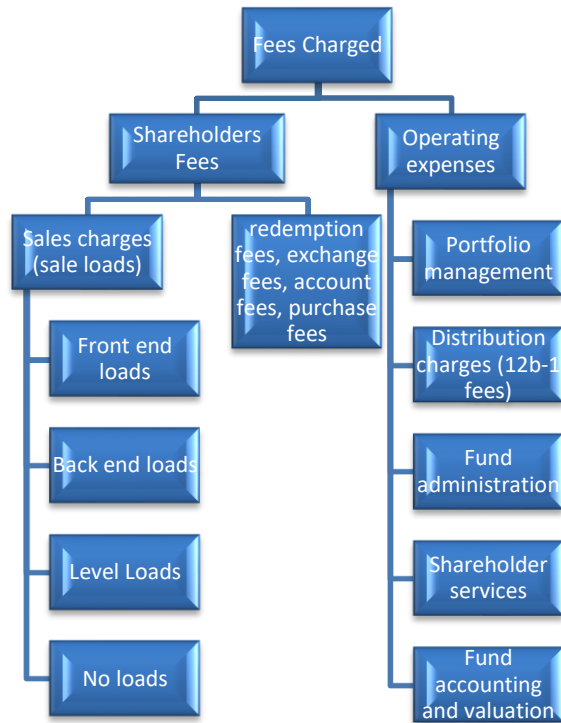 Fees Charged
Shareholders
Fees
Operating
expenses
Sales charges
(sale loads)
redemption
fees, exchange
fees, account
fees, purchase
fees
Front end
loads
Back end loads
Level Loads
No loads
Portfolio
management
Distribution
charges (12b-1
fees)
Fund
administration
Shareholder
services
Fund
accounting
and valuation